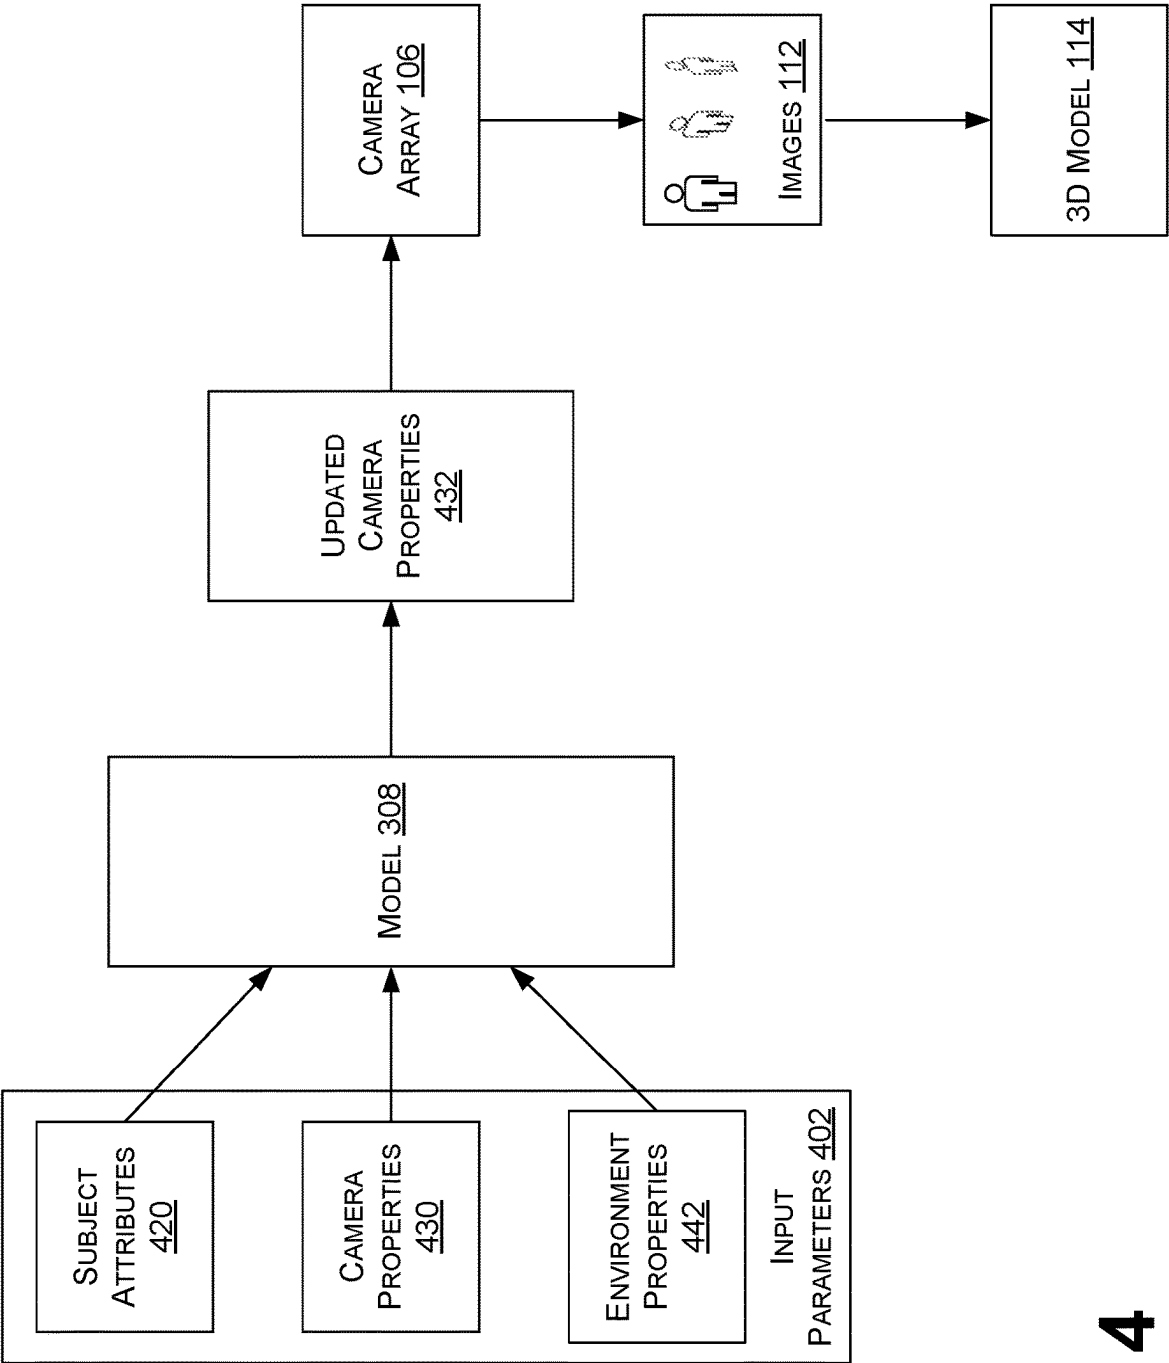 SUBJECT
ATTRIBUTES
420
CAMERA
PROPERTIES
430
ENVIRONMENT
PROPERTIES
442
INPUT
PARAMETERS 402
MODEL 308
UPDATED
CAMERA
PROPERTIES
432
CAMERA
ARRAY 106
IMAGES 112
3D MODEL 114
4